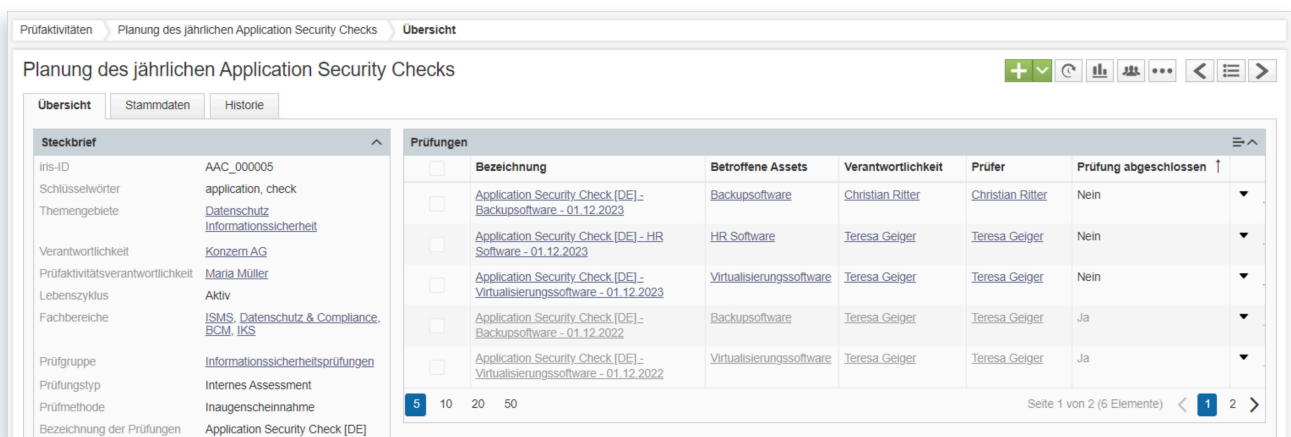 Prüfaktivitäten Planung des jährlichen Application Security Checks Übersicht
Planung des jährlichen Application Security Checks
Übersicht Stammdaten Historie
Steckbrief
iris-ID AAC_000005
Schlüsselwörter application, check
Themengebiete Datenschutz
Informationssicherheit
Verantwortlichkeit Konzern AG
Prüfaktivitätsverantwortlichkeit Maria Müller
Lebenszyklus Aktiv
Fachbereiche ISMS, Datenschutz & Compliance,
BCM, IKS
Prüfgruppe Informationssicherheitsprüfungen
Prüfungstyp Internes Assessment
Prüfmethode Inaugenscheinnahme
Bezeichnung der Prüfungen Application Security Check [DE]
Prüfungen
Bezeichnung Betroffene Assets Verantwortlichkeit Prüfer Prüfung abgeschlossen
Application Security Check [DE] - Backupsoftware Christian Ritter Christian Ritter Nein
Backupsoftware - 01.12.2023
Application Security Check [DE] - HR HR Software Teresa Geiger Teresa Geiger Nein
Software - 01.12.2023
Application Security Check [DE] - Virtualisierungssoftware Teresa Geiger Teresa Geiger Nein
Virtualisierungssoftware - 01.12.2023
Application Security Check [DE] - Backupsoftware Teresa Geiger Teresa Geiger Ja
Backupsoftware - 01.12.2022
Application Security Check [DE] - Virtualisierungssoftware Teresa Geiger Teresa Geiger Ja
Virtualisierungssoftware - 01.12.2022
5 10 20 50 Seite 1 von 2 (6 Elemente) 1 2